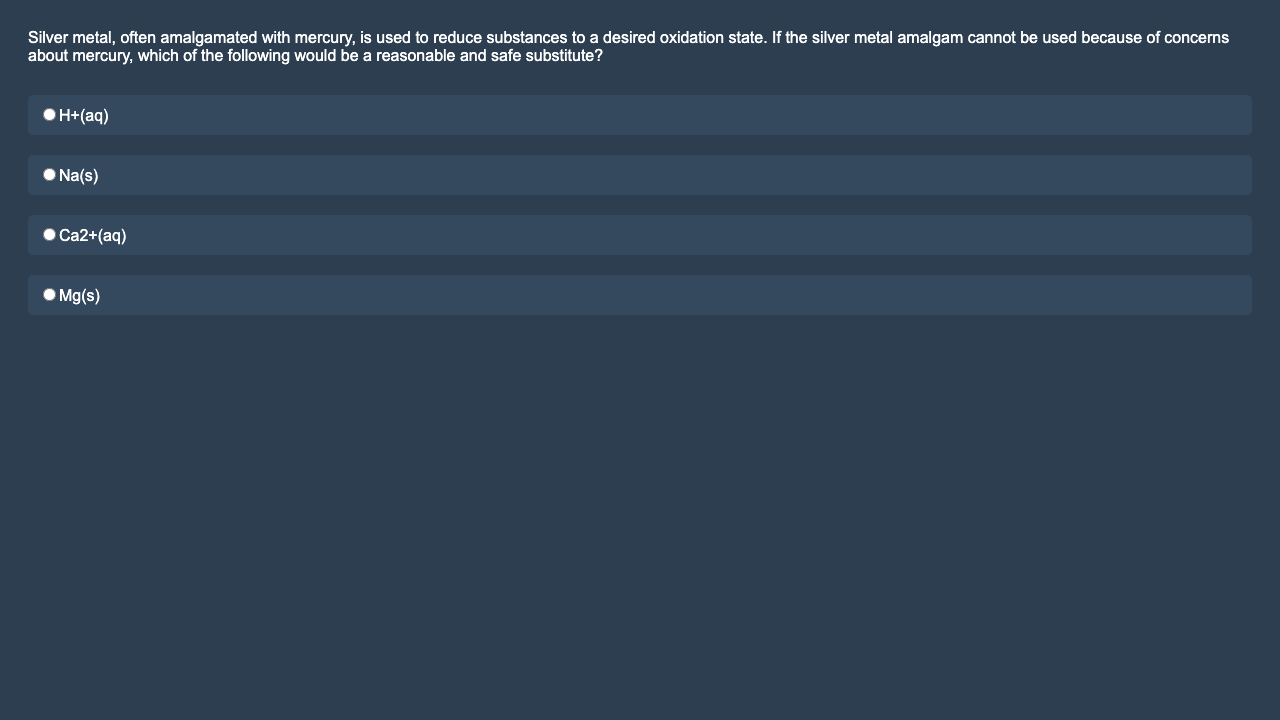 Silver metal, often amalgamated with mercury, is used to reduce substances to a desired oxidation state. If the silver metal amalgam cannot be used because of concerns
about mercury, which of the following would be a reasonable and safe substitute?
H+(aq)
Na(s)
Ca2+(aq)
Mg(s)